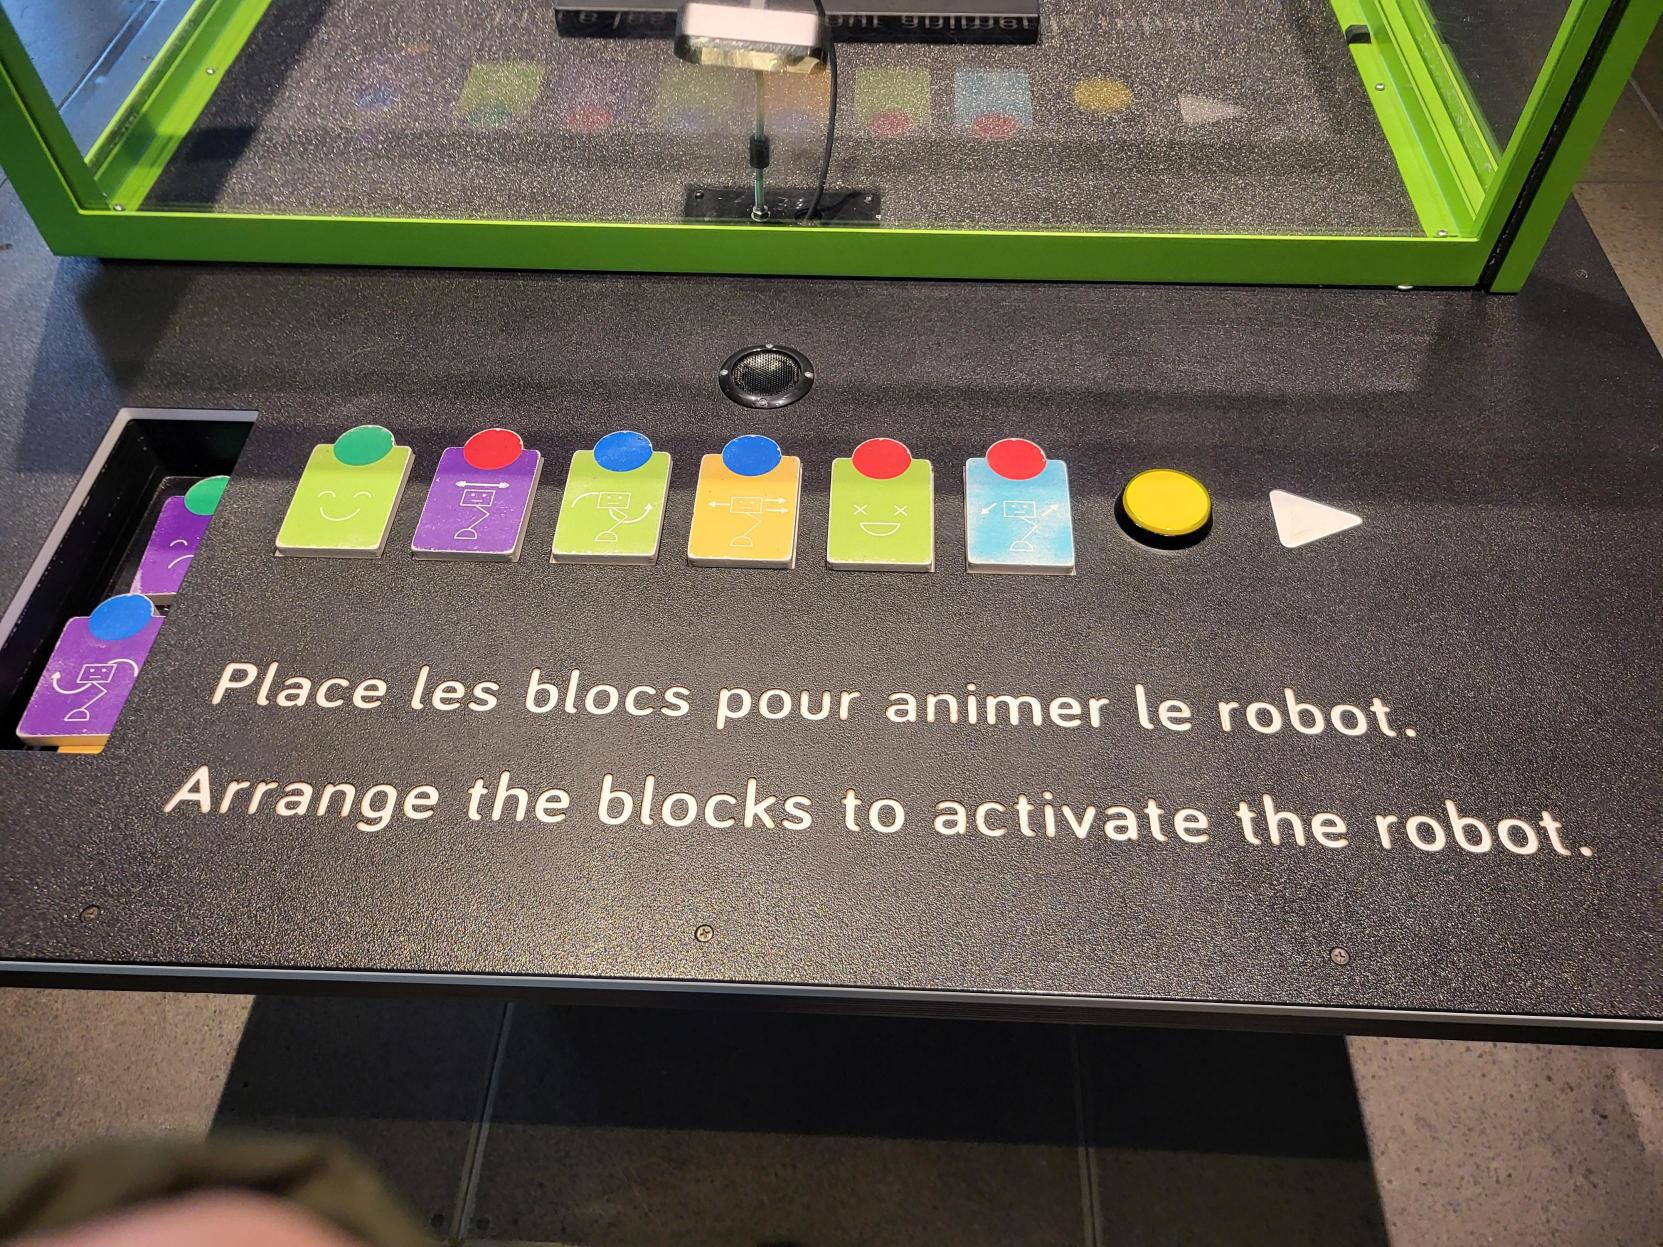 Place les blocs pour animer le robot.
Arrange the blocks to activate the robot.